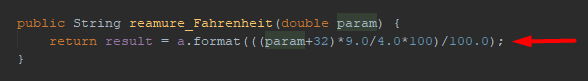 public String reamure_Fahrenheit(double param) {
return result = a.format(((param+32)*9.0/4.0*100)/100.0);
}